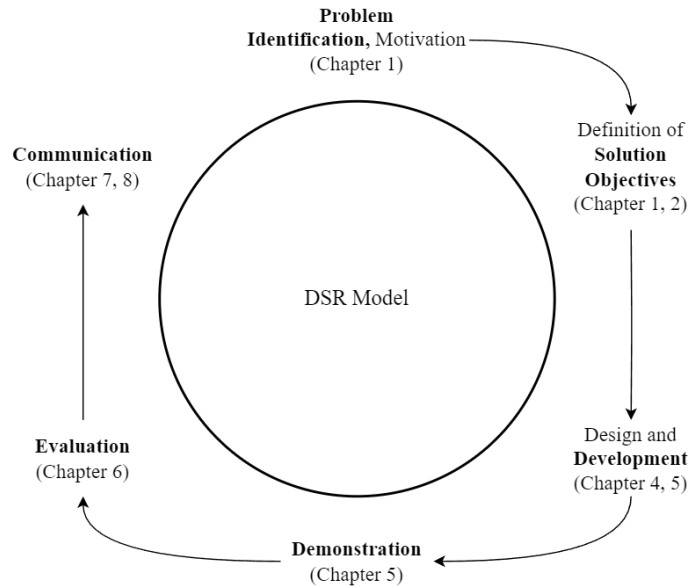 Problem
Identification, Motivation
(Chapter 1)
Definition of
Solution
Objectives
(Chapter 1, 2)
Design and
Development
(Chapter 4, 5)
Demonstration
(Chapter 5)
Evaluation
(Chapter 6)
Communication
(Chapter 7, 8)
DSR Model